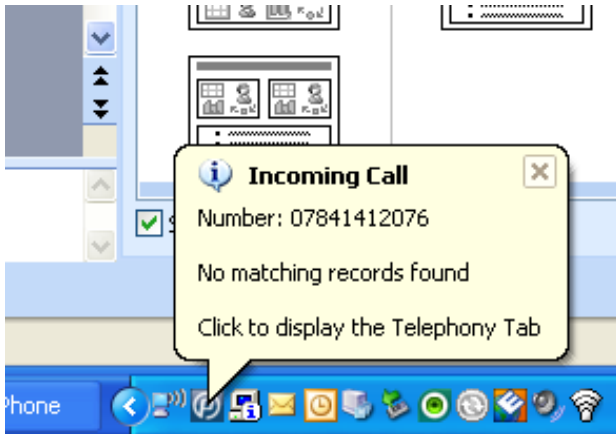 Incoming Call
Number: 07841412076
No matching records found
Click to display the Telephony Tab
Phone